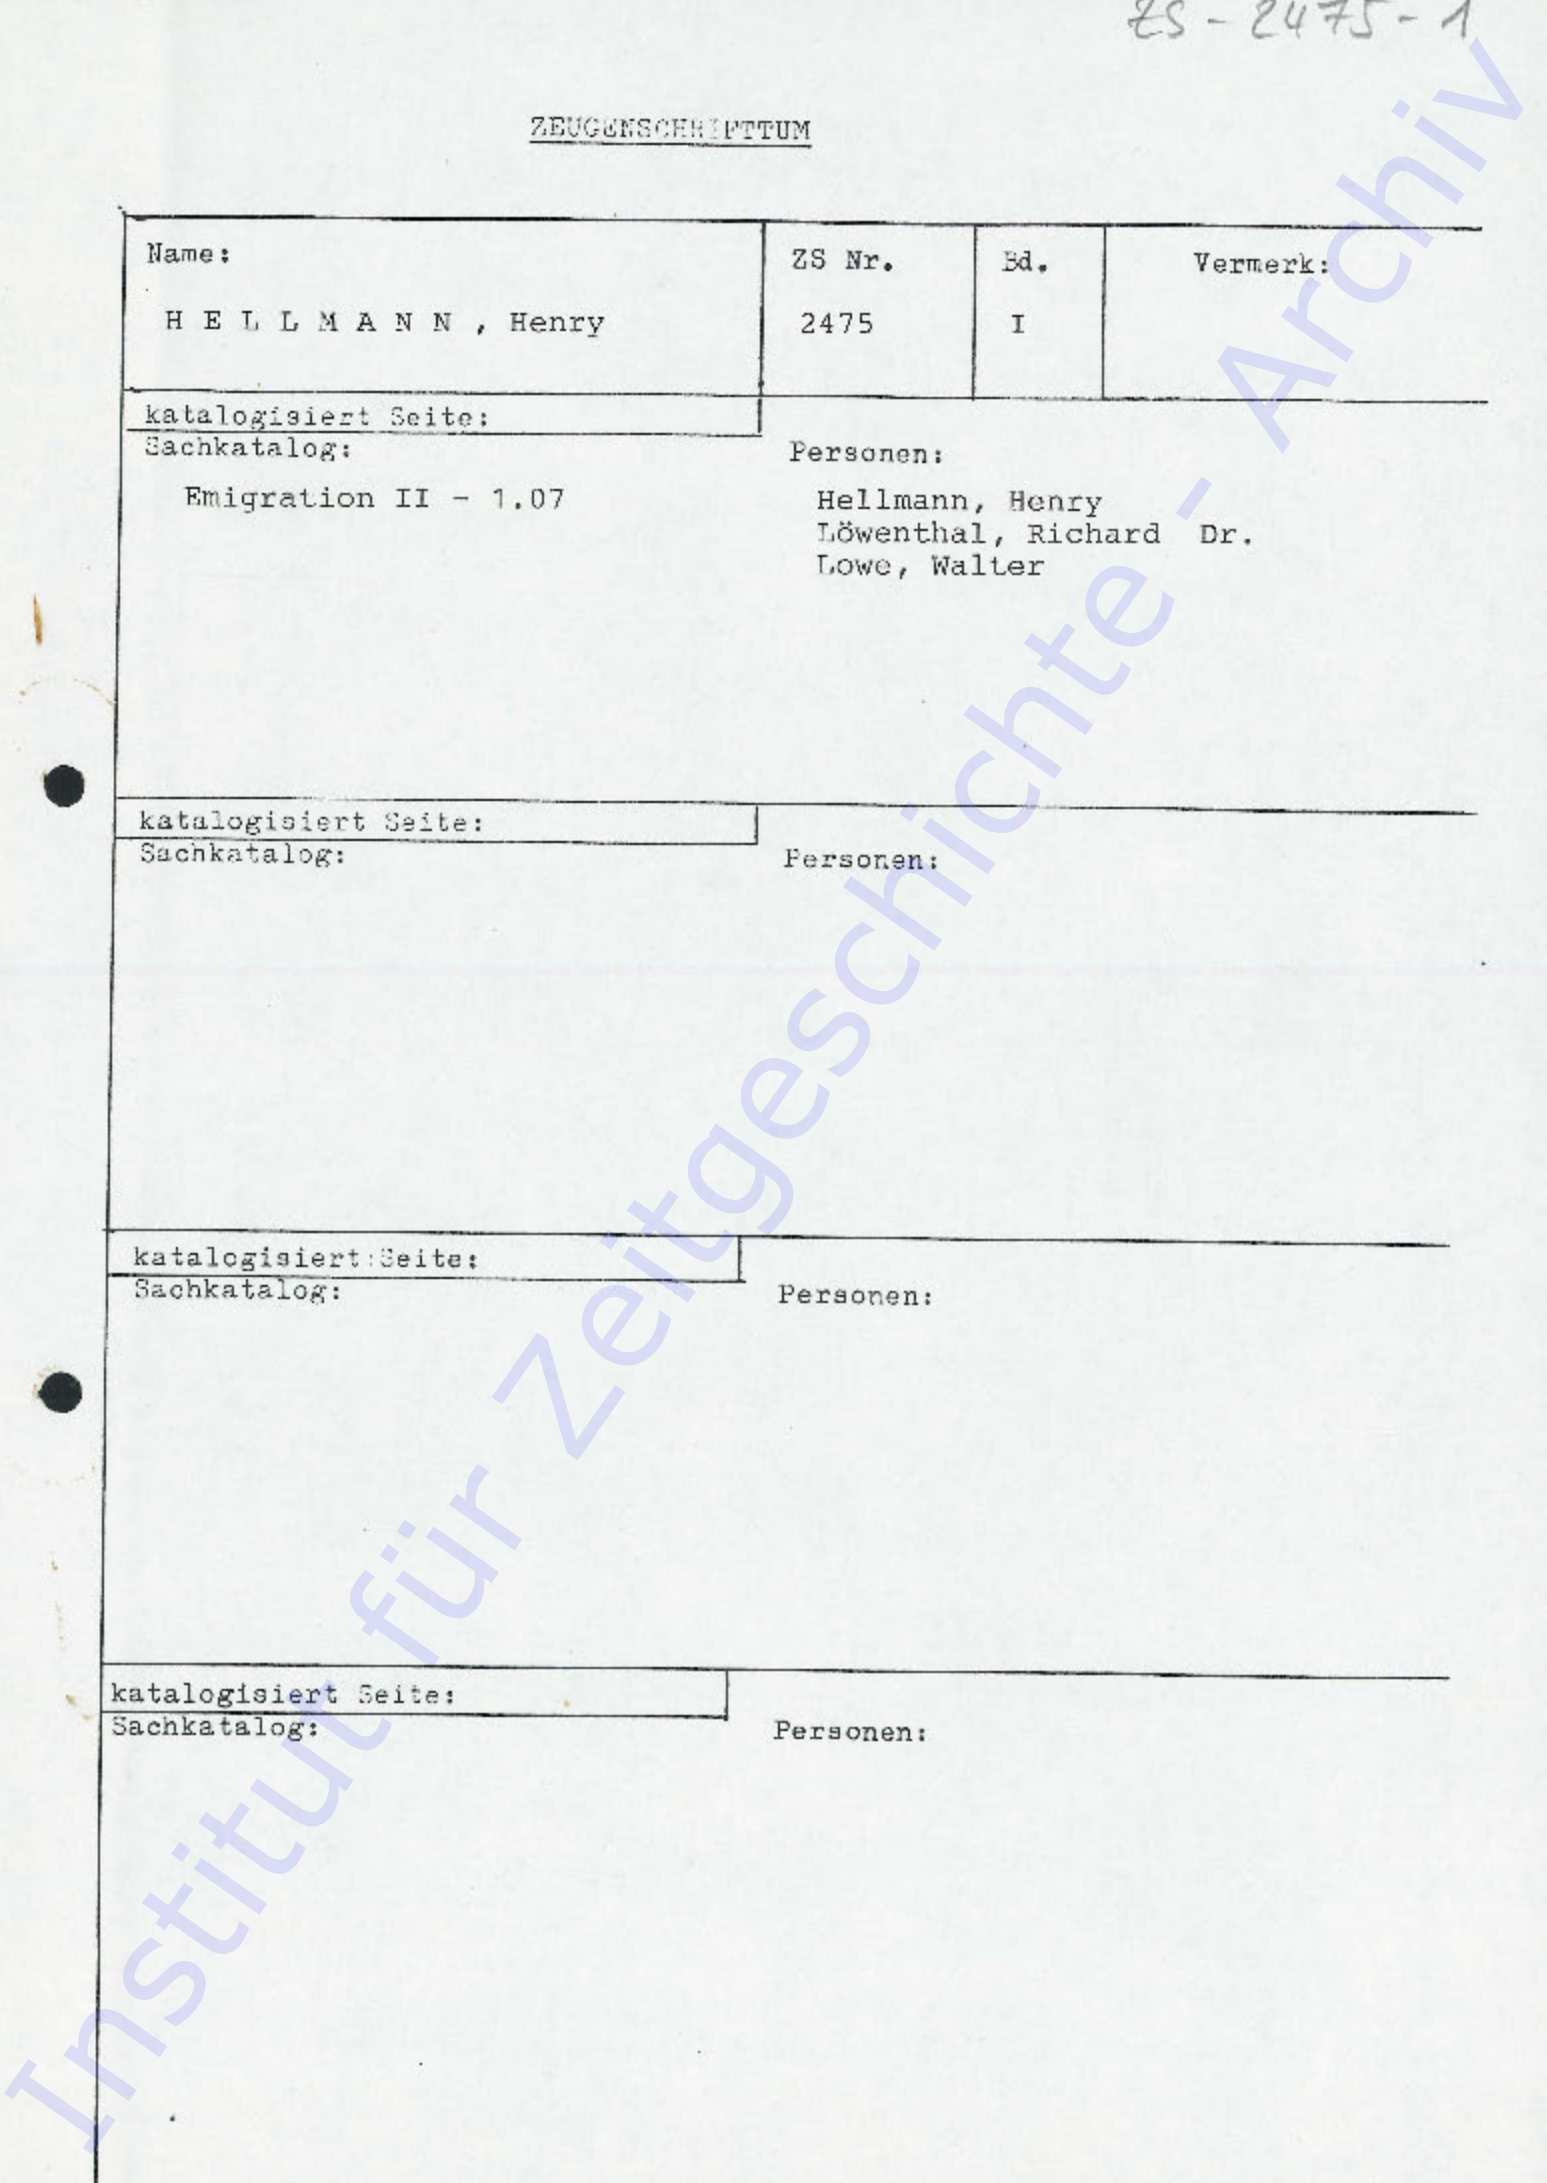 ZS - 2475 - 1
ZEUGENSCHRIFTTUM
Name:
H E L L M A N N , Henry
ZS Nr.
2475
Bd.
I
Vermerk:
katalogisiert Seite:
Sachkatalog:
Emigration II - 1.07
Personen:
Hellmann, Henry
Löwenthal, Richard Dr.
Lowe, Walter
katalogisiert Seite:
Sachkatalog:
Personen:
katalogisiert Seite:
Sachkatalog:
Personen:
katalogisiert Seite:
Sachkatalog:
Personen:
Institut für Zeitgeschichte - Archiv